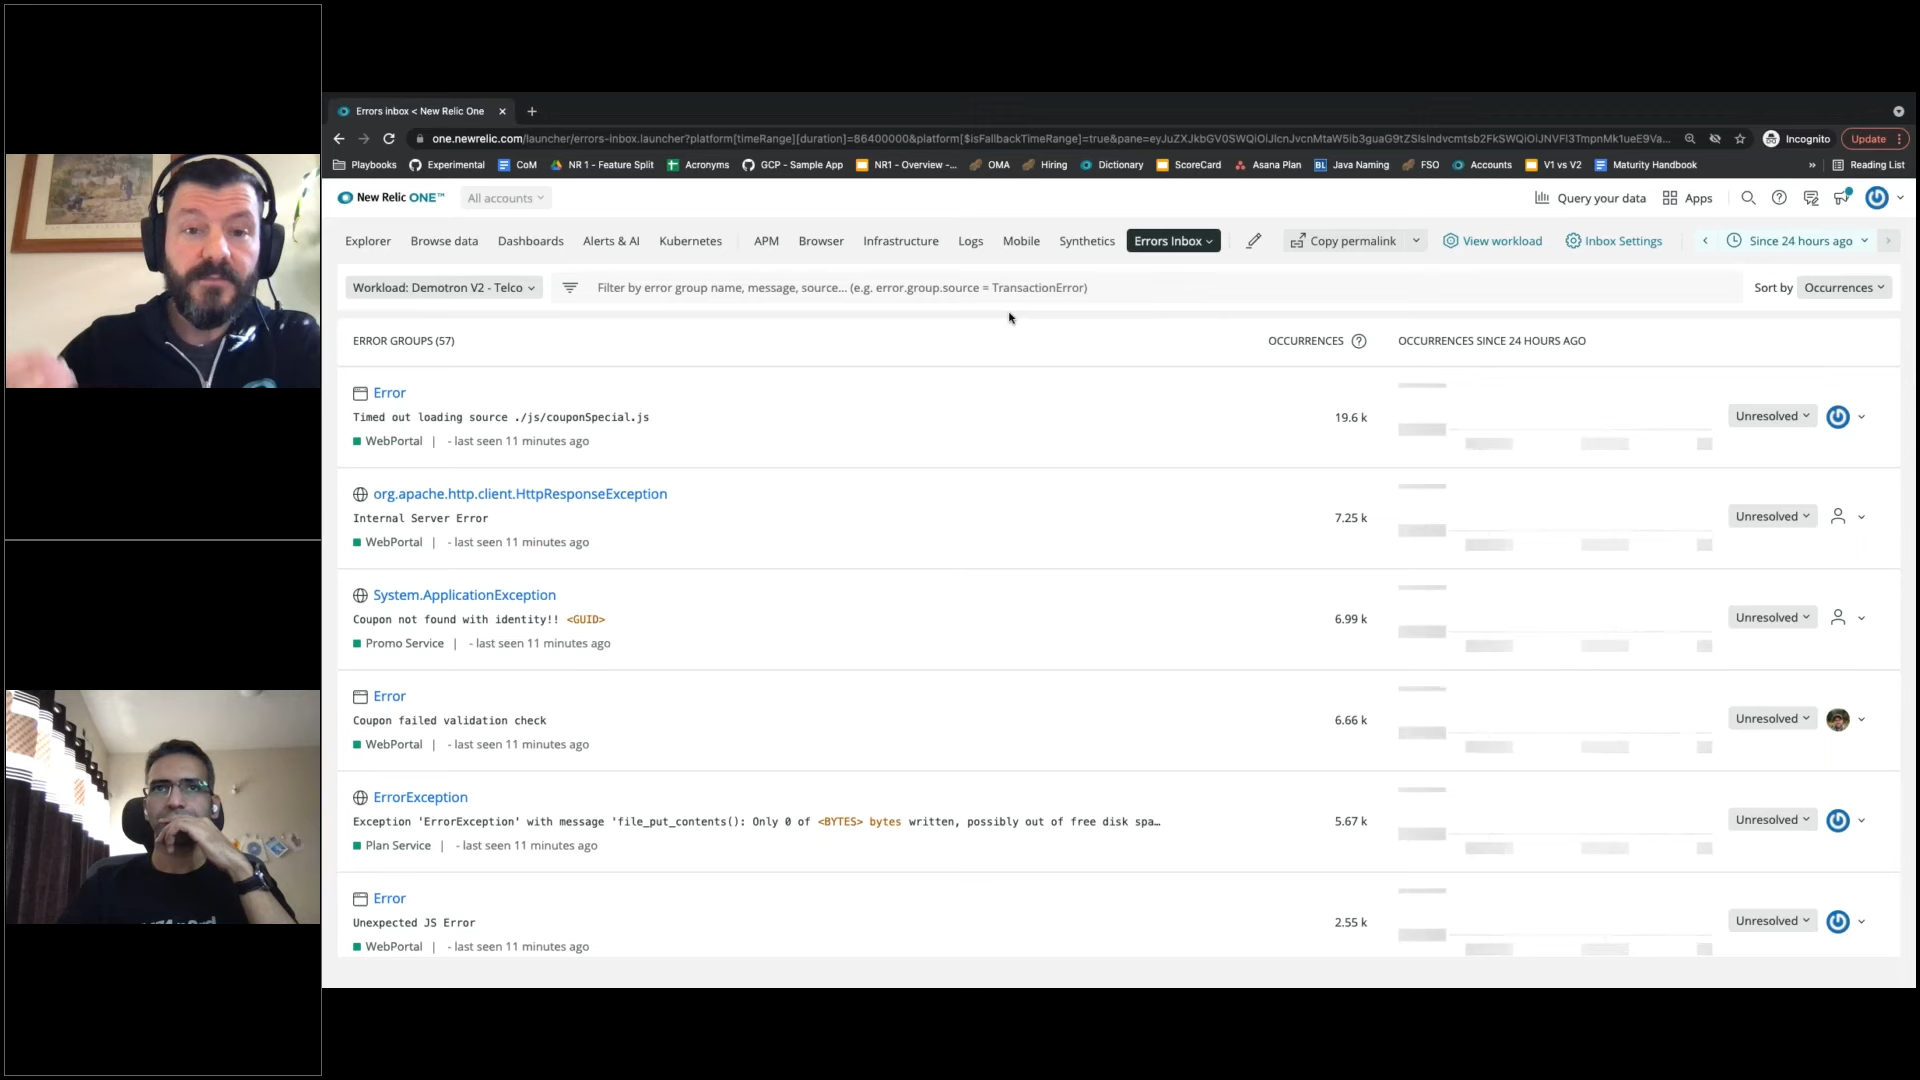 Errors inbox < New Relic One
one.newrelic.com/launcher/errors-inbox.launcher?platform[timeRange][duration]=86400000&platform[$isFallbackTimeRange]=true&pane=
Incognito
Update
Playbooks Experimental CoM NR 1 - Feature Split Acronyms GCP - Sample App NR1 - Overview -... OMA Hiring Dictionary ScoreCard Asana Plan BL Java Naming FSO Accounts V1 vs V2 Maturity Handbook » Reading List
New Relic ONE™ All accounts Query your data Apps
Explorer Browse data Dashboards Alerts & AI Kubernetes APM Browser Infrastructure Logs Mobile Synthetics Errors Inbox Copy permalink View workload Inbox Settings Since 24 hours ago
Workload: Demotron V2 - Telco Filter by error group name, message, source... (e.g. error.group.source = TransactionError) Sort by Occurrences
ERROR GROUPS (57) OCCURRENCES OCCURRENCES SINCE 24 HOURS AGO
Error
Timed out loading source ./js/couponSpecial.js 19.6 k Unresolved
WebPortal | - last seen 11 minutes ago
org.apache.http.client.HttpResponseException
Internal Server Error 7.25 k Unresolved
WebPortal | - last seen 11 minutes ago
System.ApplicationException
Coupon not found with identity!! <GUID> 6.99 k Unresolved
Promo Service | - last seen 11 minutes ago
Error
Coupon failed validation check 6.66 k Unresolved
WebPortal | - last seen 11 minutes ago
ErrorException
Exception 'ErrorException' with message 'file_put_contents(): Only 0 of <BYTES> bytes written, possibly out of free disk spa… 5.67 k Unresolved
Plan Service | - last seen 11 minutes ago
Error
Unexpected JS Error 2.55 k Unresolved
WebPortal | - last seen 11 minutes ago